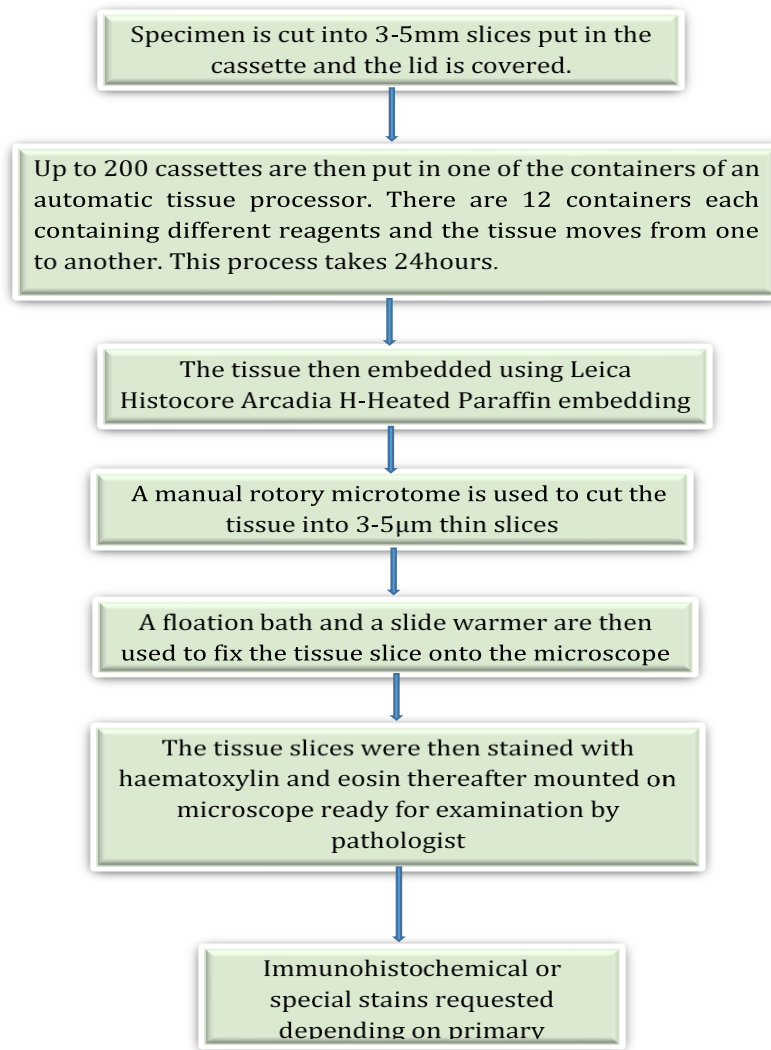 Specimen is cut into 3-5mm slices put in the
cassette and the lid is covered.
Up to 200 cassettes are then put in one of the containers of an
automatic tissue processor. There are 12 containers each
containing different reagents and the tissue moves from one
to another. This process takes 24hours.
The tissue then embedded using Leica
Histocore Arcadia H-Heated Paraffin embedding
A manual rotory microtome is used to cut the
tissue into 3-5μm thin slices
A floation bath and a slide warmer are then
used to fix the tissue slice onto the microscope
The tissue slices were then stained with
haematoxylin and eosin thereafter mounted on
microscope ready for examination by
pathologist
Immunohistochemical or
special stains requested
depending on primary